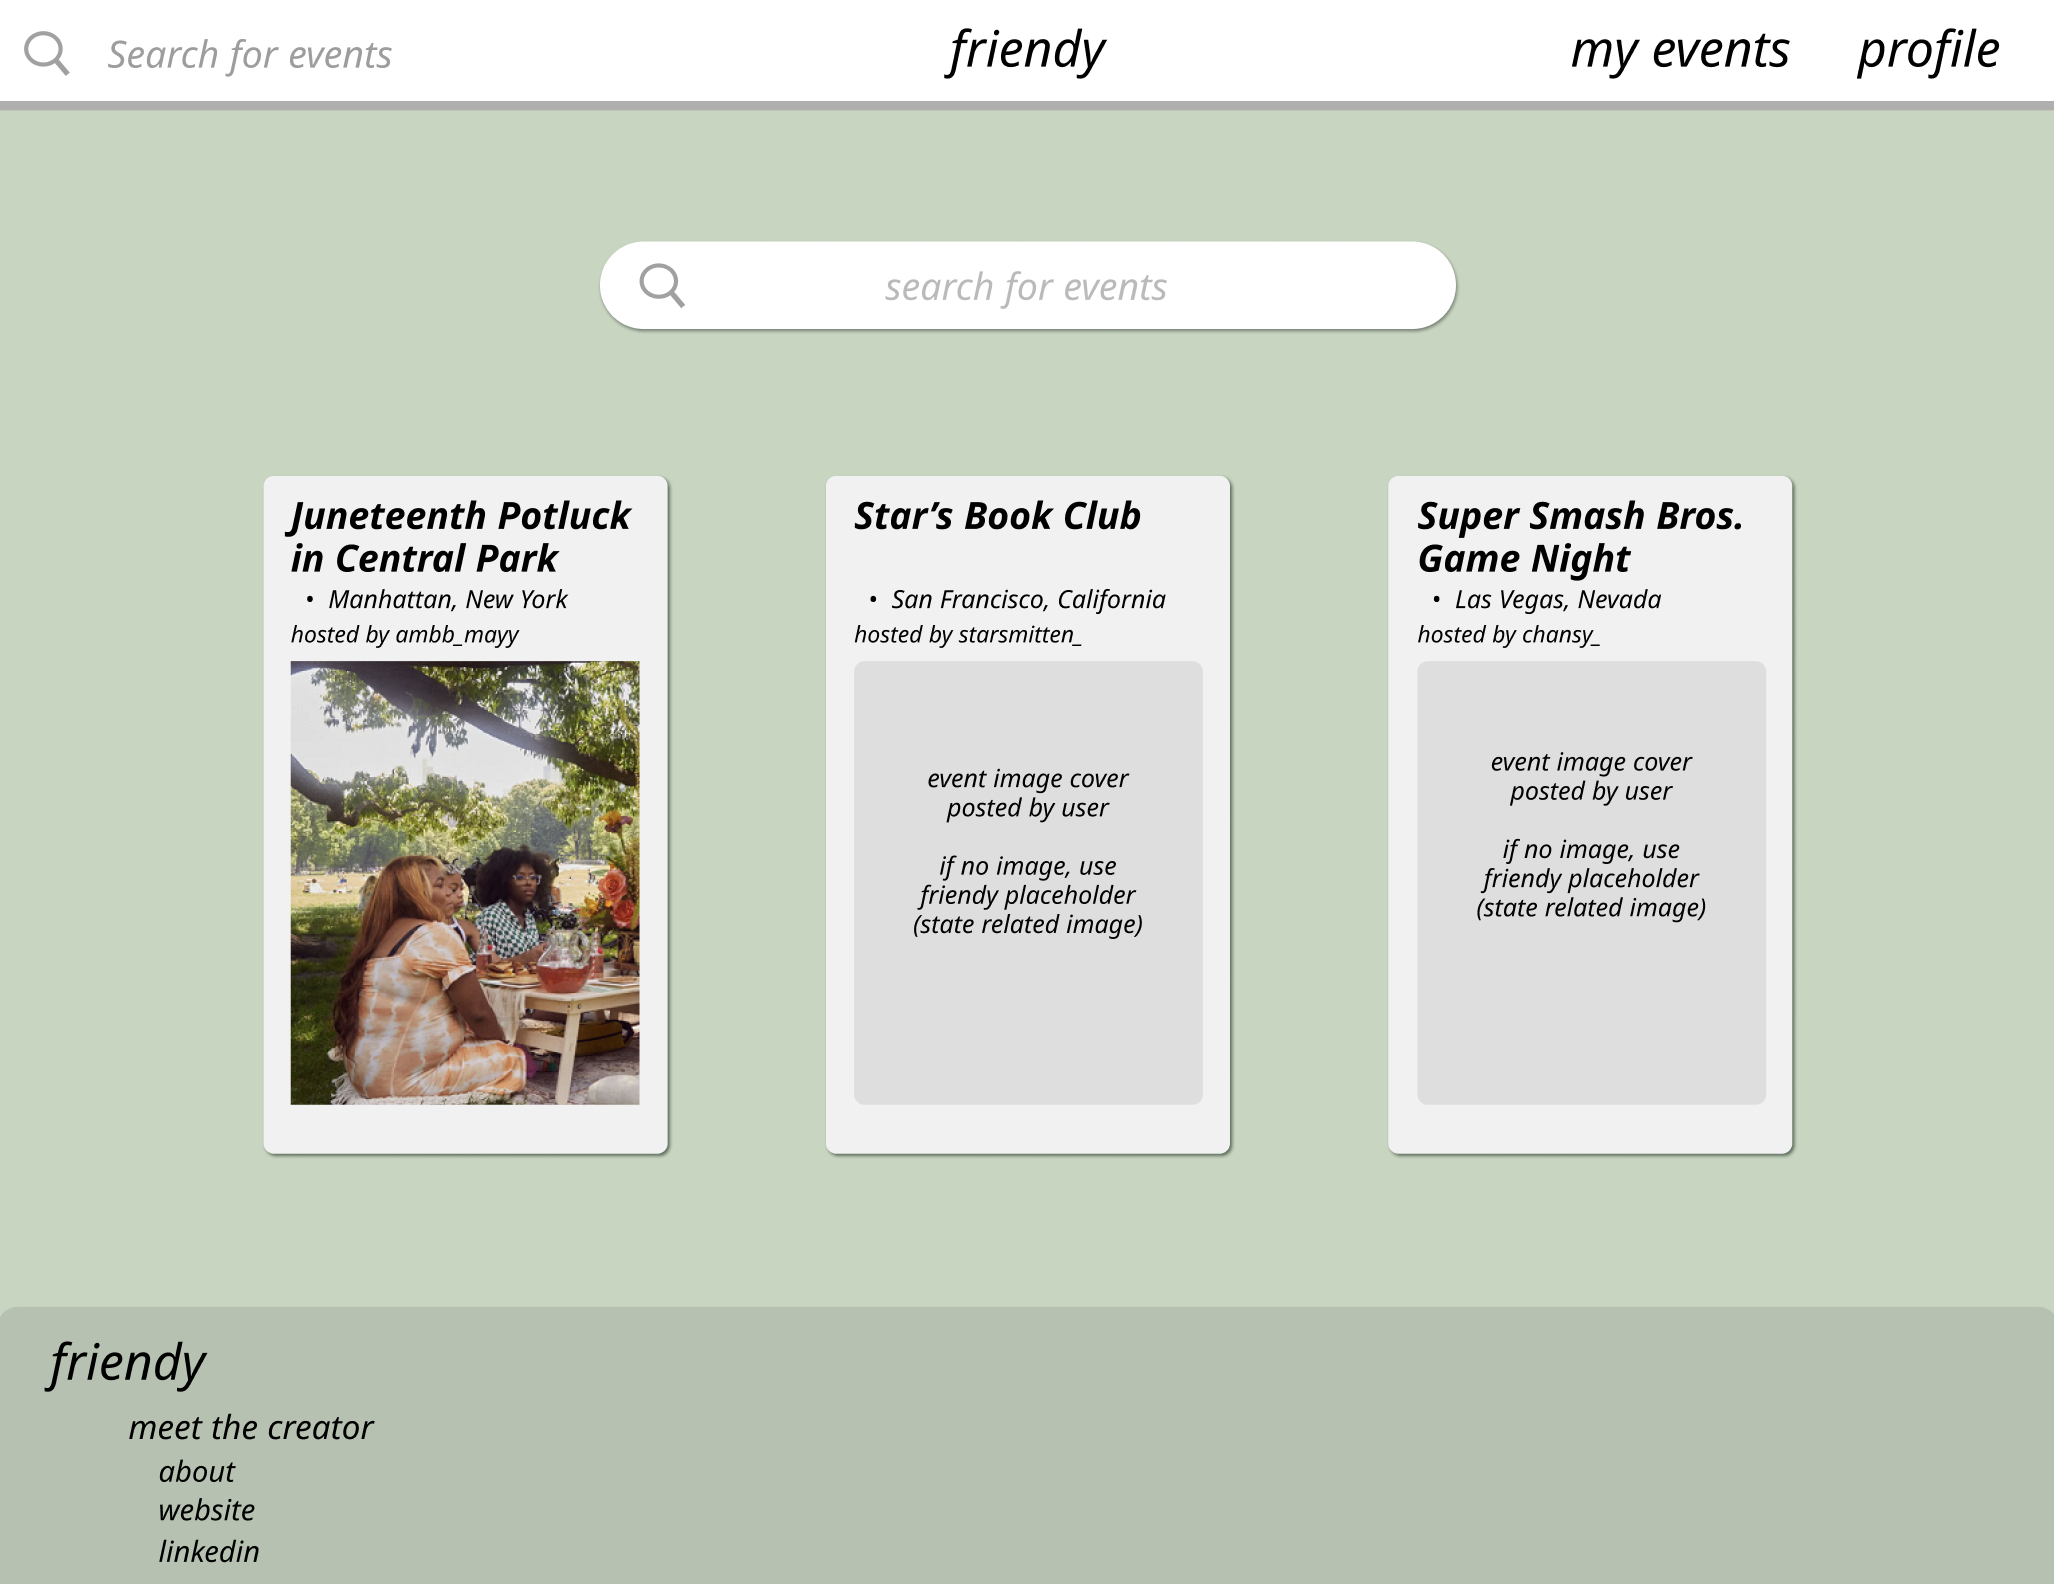 Search for events
friendy
my events
profile
search for events
Juneteenth Potluck
in Central Park
• Manhattan, New York
hosted by ambb_mayy
Star’s Book Club
• San Francisco, California
hosted by starsmitten_
event image cover
posted by user
if no image, use
friendy placeholder
(state related image)
Super Smash Bros.
Game Night
• Las Vegas, Nevada
hosted by chansy_
event image cover
posted by user
if no image, use
friendy placeholder
(state related image)
friendy
meet the creator
about
website
linkedin